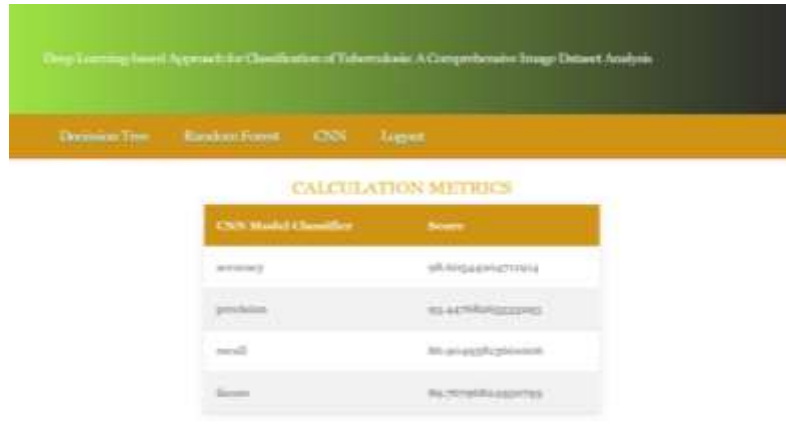 Deep Learning-based Approach for Classification of Tuberculosis: A Comprehensive Image Dataset Analysis
Decision Tree Random Forest CNN Logout
CALCULATION METRICS
CNN Model Classifier Score
accuracy
precision
recall
fscore